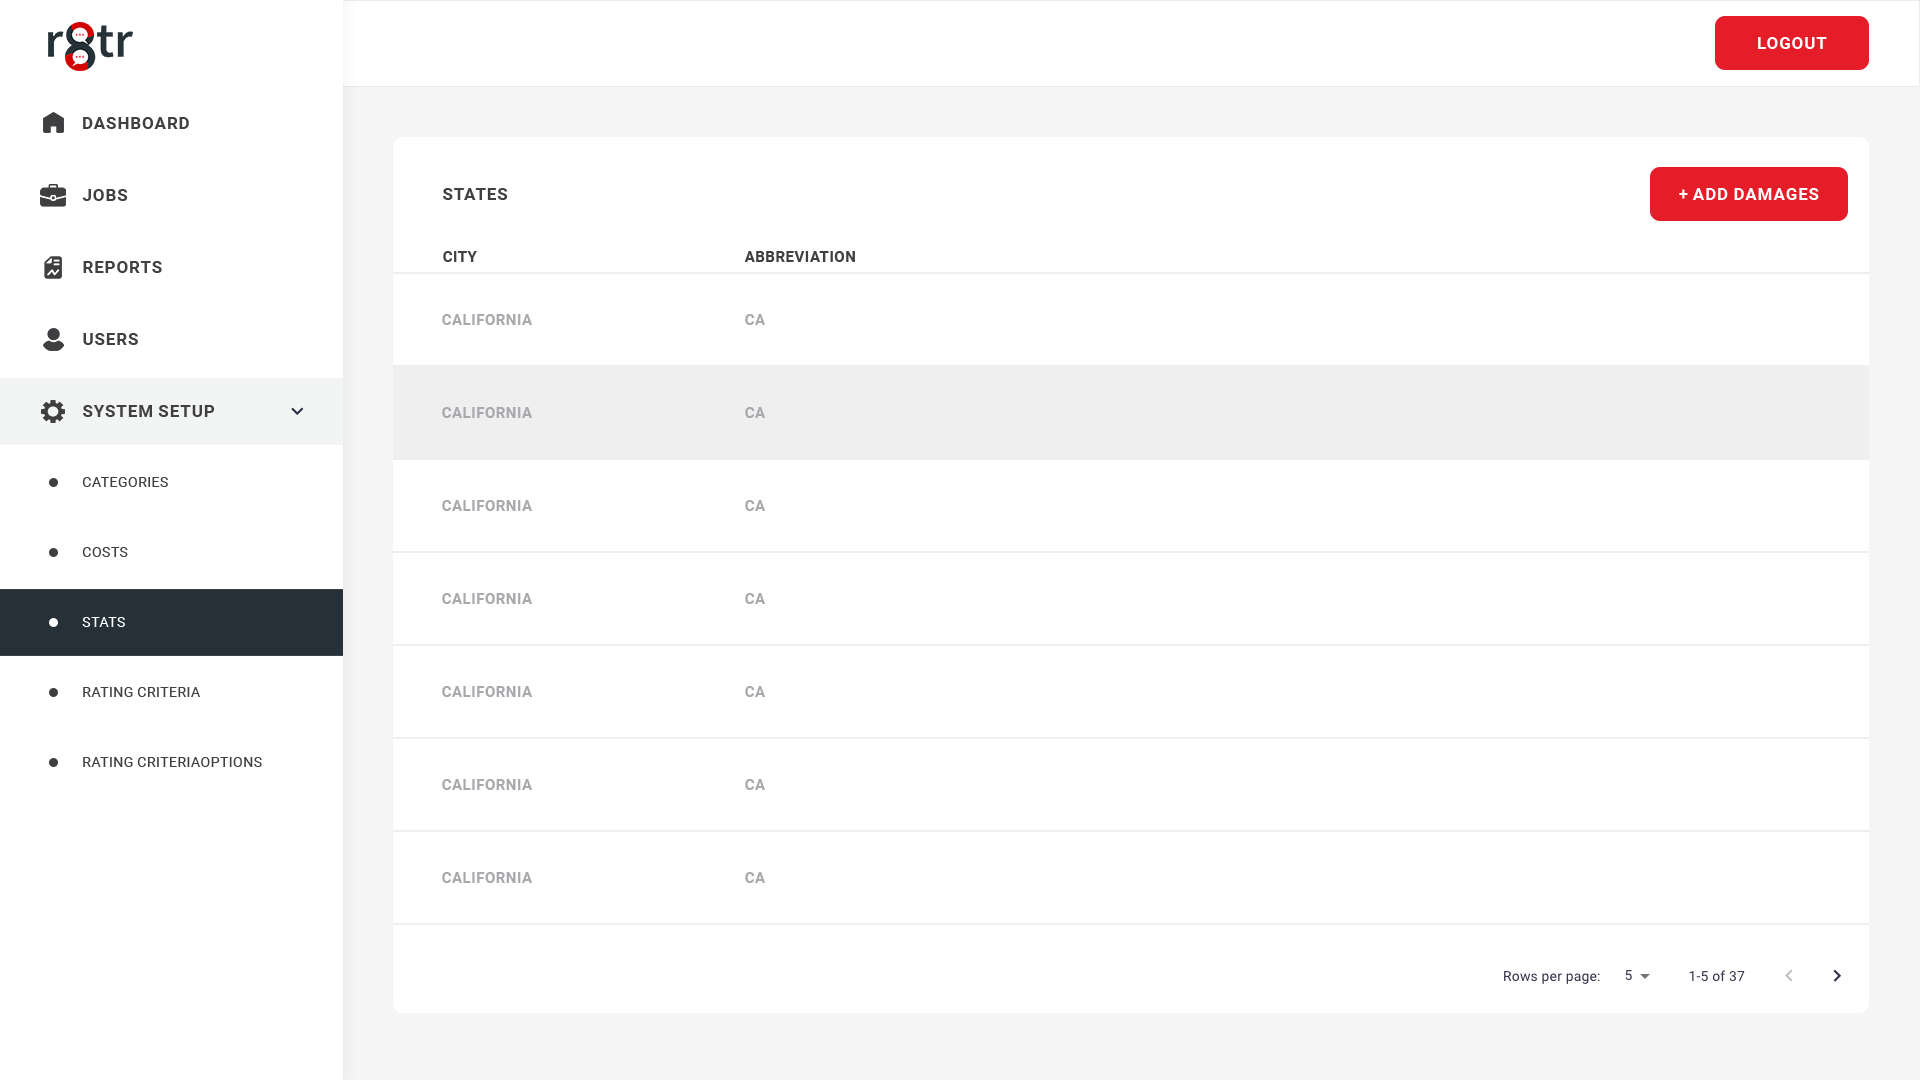 r8tr
LOGOUT
DASHBOARD
JOBS
REPORTS
USERS
SYSTEM SETUP
CATEGORIES
COSTS
STATS
RATING CRITERIA
RATING CRITERIAOPTIONS
STATES
+ ADD DAMAGES
CITY ABBREVIATION
CALIFORNIA CA
CALIFORNIA CA
CALIFORNIA CA
CALIFORNIA CA
CALIFORNIA CA
CALIFORNIA CA
CALIFORNIA CA
Rows per page: 5 1-5 of 37